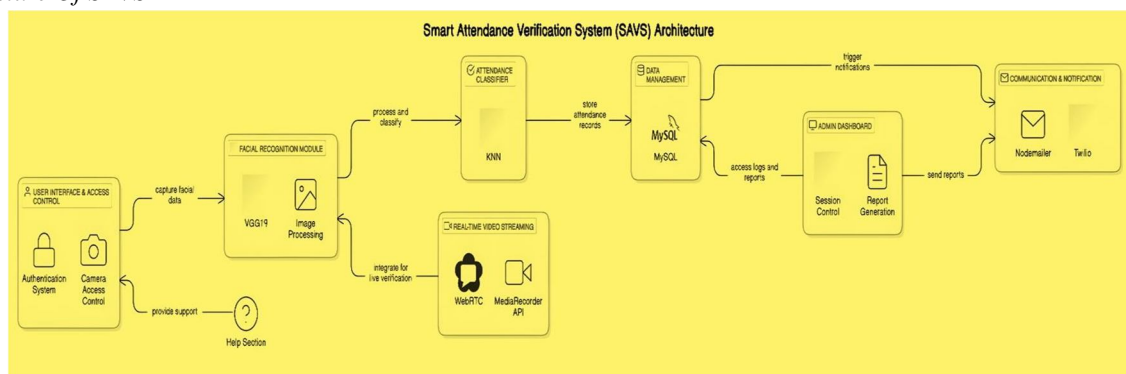 Smart Attendance Verification System (SAVS) Architecture
ATTENDANCE
CLASSIFIER
KNN
DATA
MANAGEMENT
MySQL
MySQL
trigger
notifications
COMMUNICATION & NOTIFICATION
Nodemailer
Twilio
process and
classify
store
attendance
records
ADMIN DASHBOARD
Session
Control
Report
Generation
access logs and
reports
send reports
FACIAL RECOGNITION MODULE
VGG19
Image
Processing
USER INTERFACE & ACCESS
CONTROL
Authentication
System
Camera
Access
Control
capture facial
data
REAL-TIME VIDEO STREAMING
WebRTC
MediaRecorder
API
integrate for
live verification
provide support
Help Section